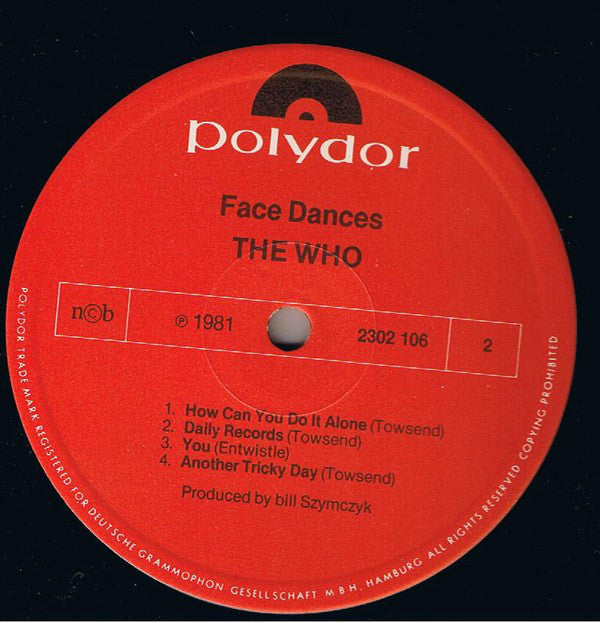 polydor
Face Dances
THE WHO
n©b
℗ 1981
2302 106
2
1. How Can You Do It Alone (Towsend)
2. Daily Records (Towsend)
3. You (Entwistle)
4. Another Tricky Day (Towsend)
Produced by bill Szymczyk
POLYDOR TRADE MARK REGISTERED FOR DEUTSCHE GRAMMOPHON GESELLSCHAFT M B H. HAMBURG ALL RIGHTS RESERVED COPYING PROHIBITED